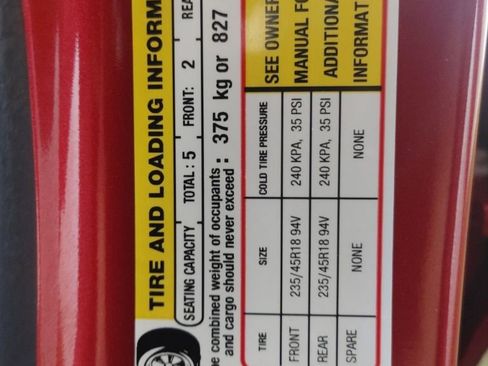 TIRE AND LOADING INFORM
SEATING CAPACITY TOTAL : 5 FRONT: 2 REA
e combined weight of occupants
and cargo should never exceed : 375 kg or 827
TIRE SIZE COLD TIRE PRESSURE SEE OWNER
FRONT 235/45R18 94V 240 KPA, 35 PSI MANUAL FO
REAR 235/45R18 94V 240 KPA, 35 PSI ADDITIONA
SPARE NONE NONE INFORMAT